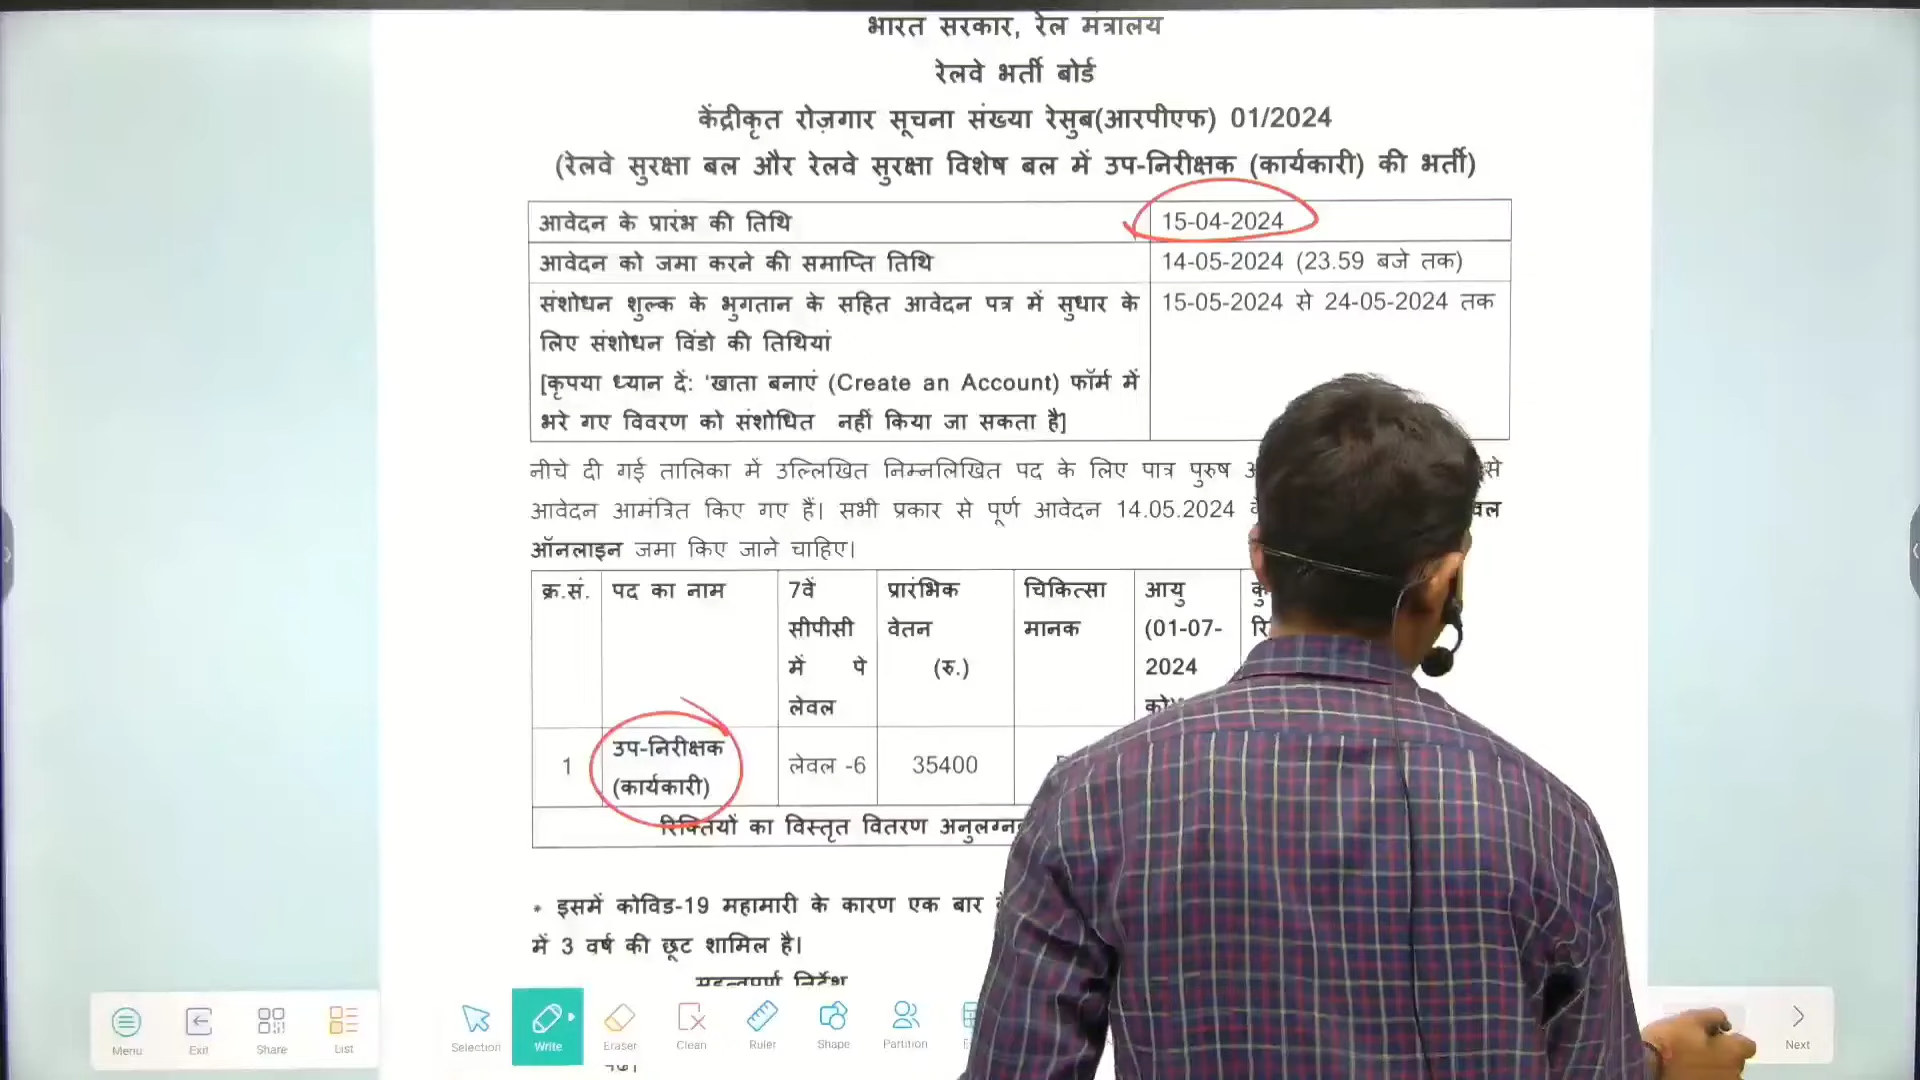 भारत सरकार, रेल मंत्रालय
रेलवे भर्ती बोर्ड
केंद्रीकृत रोज़गार सूचना संख्या रेसुब(आरपीएफ) 01/2024
(रेलवे सुरक्षा बल और रेलवे सुरक्षा विशेष बल में उप-निरीक्षक (कार्यकारी) की भर्ती)
आवेदन के प्रारंभ की तिथि 15-04-2024
आवेदन को जमा करने की समाप्ति तिथि 14-05-2024 (23.59 बजे तक)
संशोधन शुल्क के भुगतान के सहित आवेदन पत्र में सुधार के 15-05-2024 से 24-05-2024 तक
लिए संशोधन विंडो की तिथियां
[कृपया ध्यान दें: 'खाता बनाएं (Create an Account) फॉर्म में
भरे गए विवरण को संशोधित नहीं किया जा सकता है]
नीचे दी गई तालिका में उल्लिखित निम्नलिखित पद के लिए पात्र पुरुष से
आवेदन आमंत्रित किए गए हैं। सभी प्रकार से पूर्ण आवेदन 14.05.2024
ऑनलाइन जमा किए जाने चाहिए।
क्र.सं. पद का नाम 7वें प्रारंभिक चिकित्सा आयु
सीपीसी वेतन मानक (01-07-
में पे (रु.) 2024
लेवल को
उप-निरीक्षक
1 लेवल -6 35400
(कार्यकारी)
रिक्तियों का विस्तृत वितरण
* इसमें कोविड-19 महामारी के कारण एक बार
में 3 वर्ष की छूट शामिल है।
महत्वपूर्ण निर्देश
Menu Exit Share List Selection Write Eraser Clean Ruler Shape Partition Next